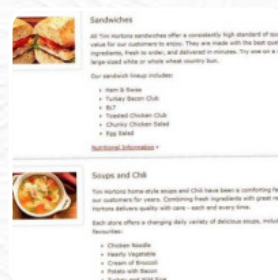 Sandwiches
All Tim Hortons sandwiches offer a consistently high standard of
value for our customers to enjoy. They are made with the best
ingredients, fresh to order, and delivered in minutes. Try one on a
large-sized white or whole wheat country bun.
Our sandwich lineup includes:
Ham & Swiss
Turkey Bacon Club
BLT
Toasted Chicken Club
Chunky Chicken Salad
Egg Salad
Nutritional Information
Soups and Chili
Tim Hortons home-style soups and Chili have been a comforting
our customers for years. Combining fresh ingredients with great
Hortons delivers quality with care - each and every time.
Each store offers a changing daily variety of delicious soups,
favourites:
Chicken Noodle
Hearty Vegetable
Cream of Broccoli
Potato with Bacon
Turkey and Wild Rice